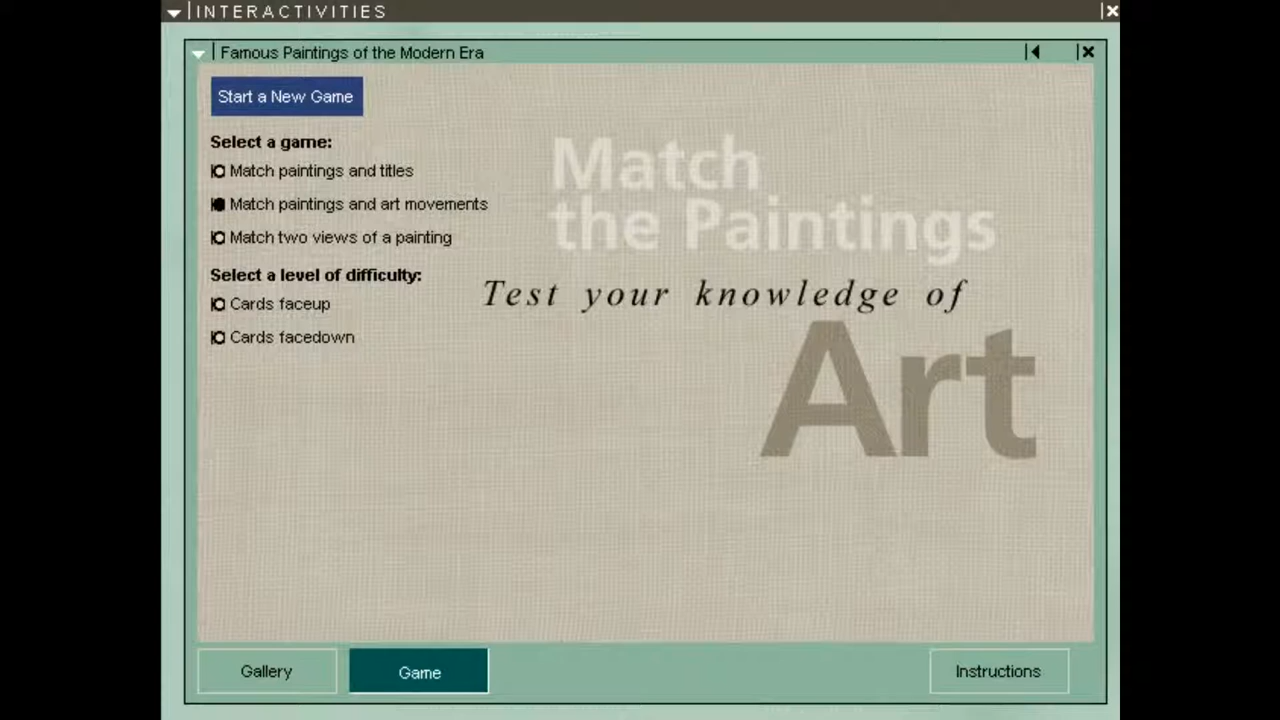 INTERACTIVITIES
Famous Paintings of the Modern Era
Start a New Game
Select a game:
Match paintings and titles
Match paintings and art movements
Match two views of a painting
Select a level of difficulty:
Cards faceup
Cards facedown
Match
the Paintings
Test your knowledge of
Art
Gallery
Game
Instructions